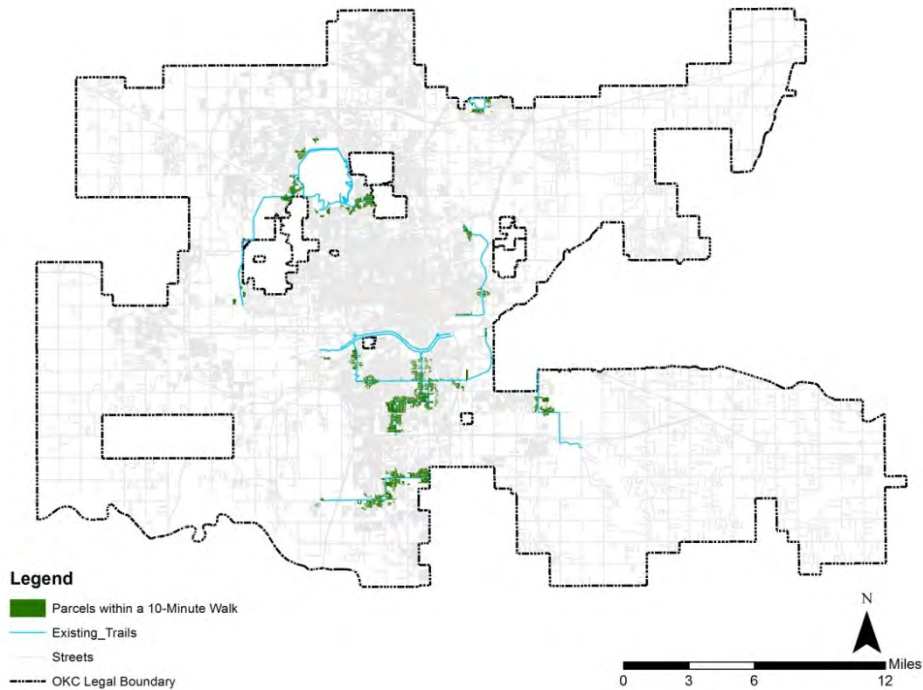 Legend
Parcels within a 10-Minute Walk
Existing_Trails
Streets
OKC Legal Boundary
N
Miles
0 3 6 12